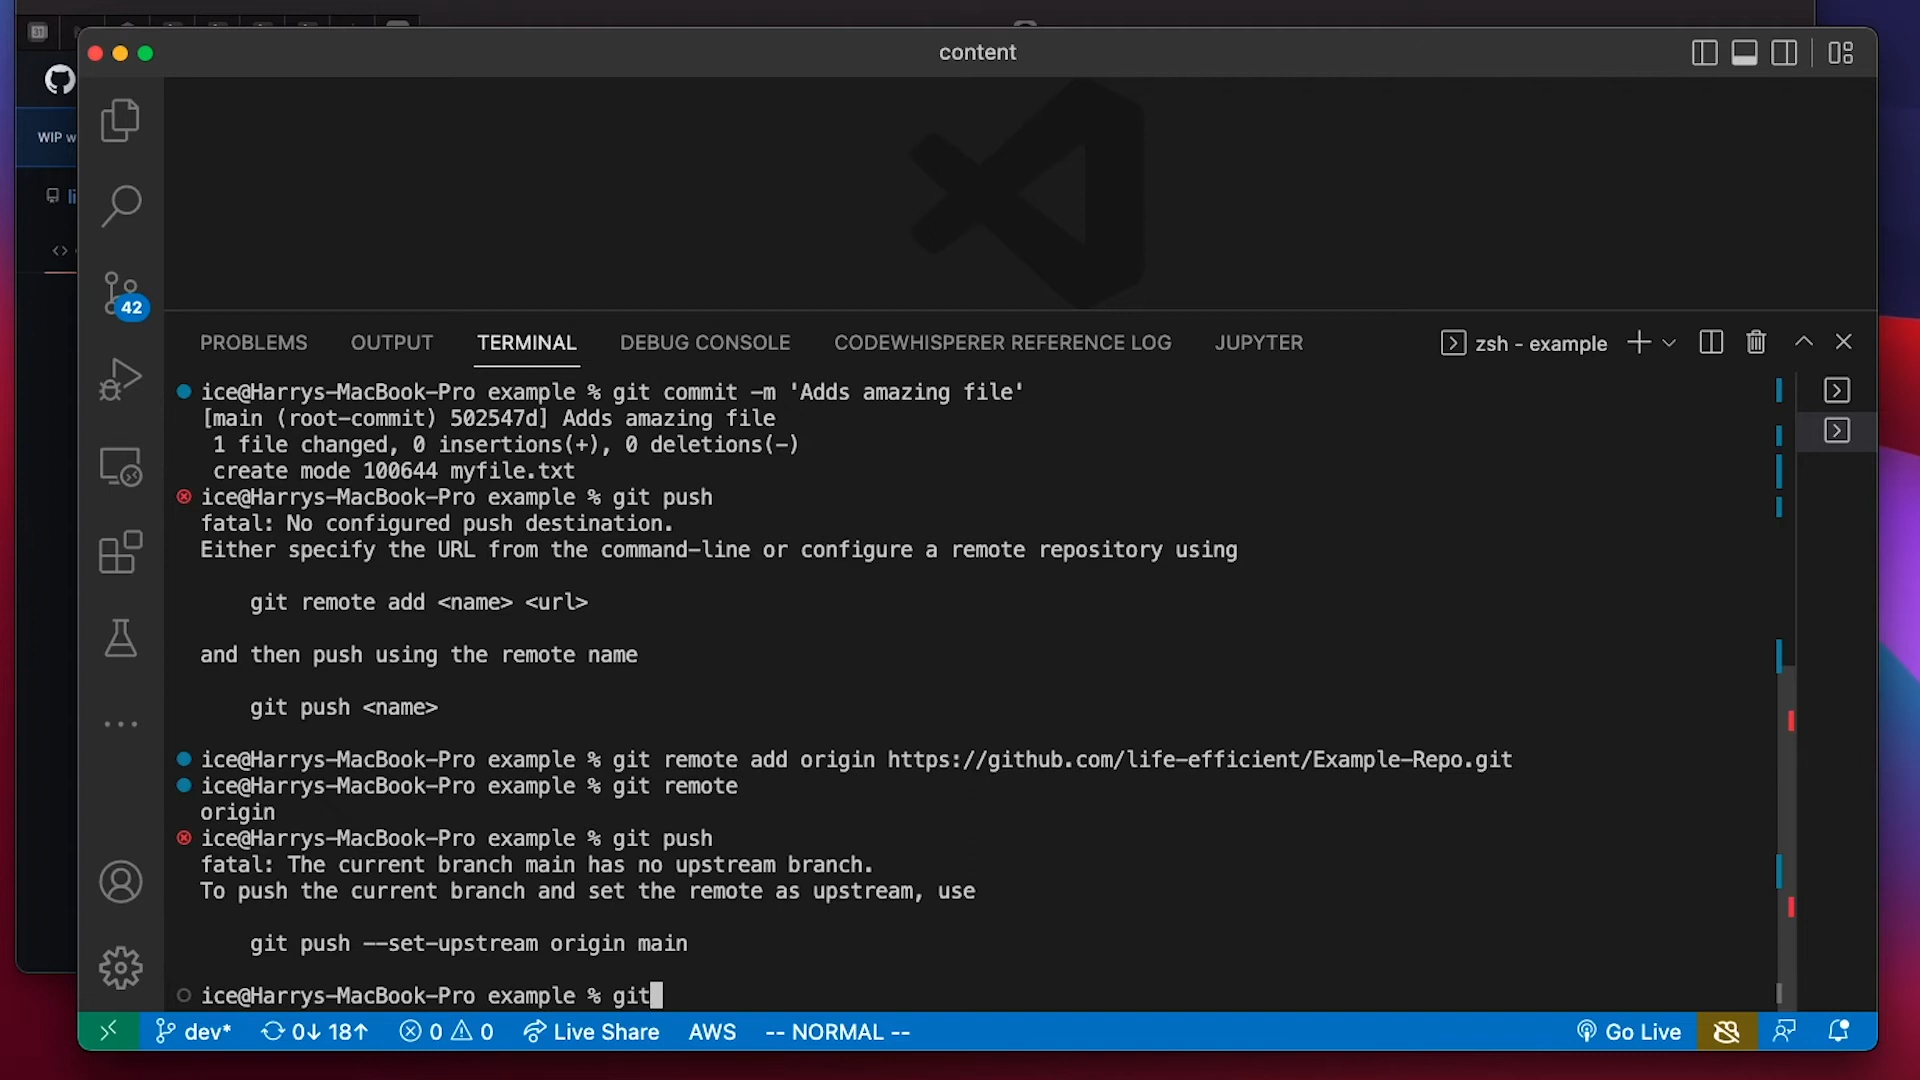 content
31
WIP w
li
42
PROBLEMS OUTPUT TERMINAL DEBUG CONSOLE CODEWHISPERER REFERENCE LOG JUPYTER zsh - example
ice@Harrys-MacBook-Pro example % git commit -m 'Adds amazing file'
[main (root-commit) 502547d] Adds amazing file
1 file changed, 0 insertions(+), 0 deletions(-)
create mode 100644 myfile.txt
ice@Harrys-MacBook-Pro example % git push
fatal: No configured push destination.
Either specify the URL from the command-line or configure a remote repository using
git remote add <name> <url>
and then push using the remote name
git push <name>
ice@Harrys-MacBook-Pro example % git remote add origin https://github.com/life-efficient/Example-Repo.git
ice@Harrys-MacBook-Pro example % git remote
origin
ice@Harrys-MacBook-Pro example % git push
fatal: The current branch main has no upstream branch.
To push the current branch and set the remote as upstream, use
git push --set-upstream origin main
ice@Harrys-MacBook-Pro example % git
dev* 0↓ 18↑ 0 0 Live Share AWS -- NORMAL -- Go Live